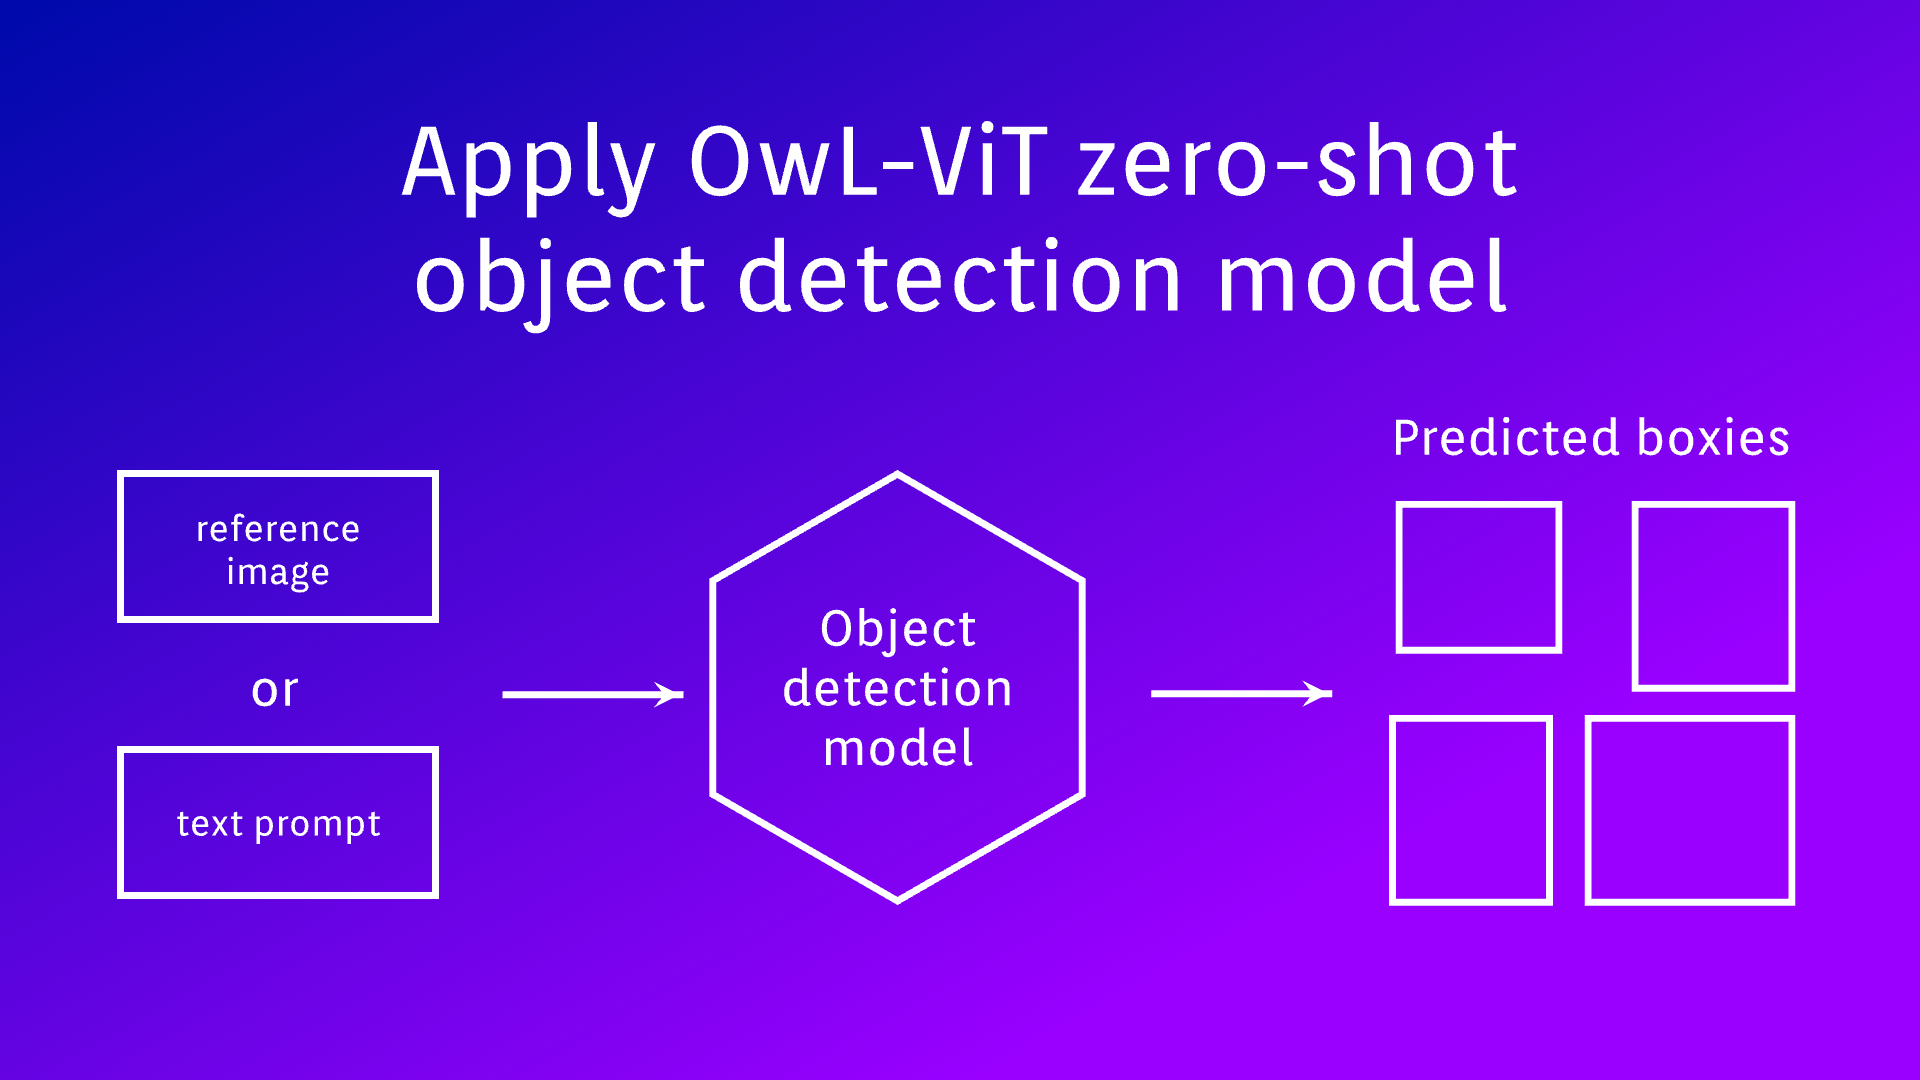 Apply OwL-ViT zero-shot
object detection model
reference
image
or
text prompt
Object
detection
model
Predicted boxies